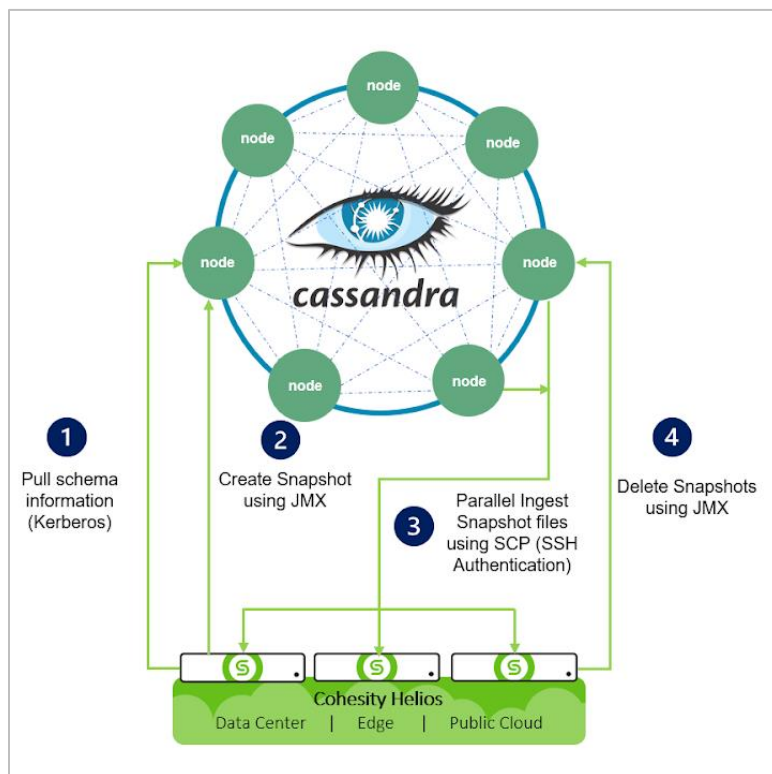 node
node
node
node
node
cassandra
node
node
1
Pull schema
information
(Kerberos)
2
Create Snapshot
using JMX
3
Parallel Ingest
Snapshot files
using SCP (SSH
Authentication)
4
Delete Snapshots
using JMX
Cohesity Helios
Data Center | Edge | Public Cloud